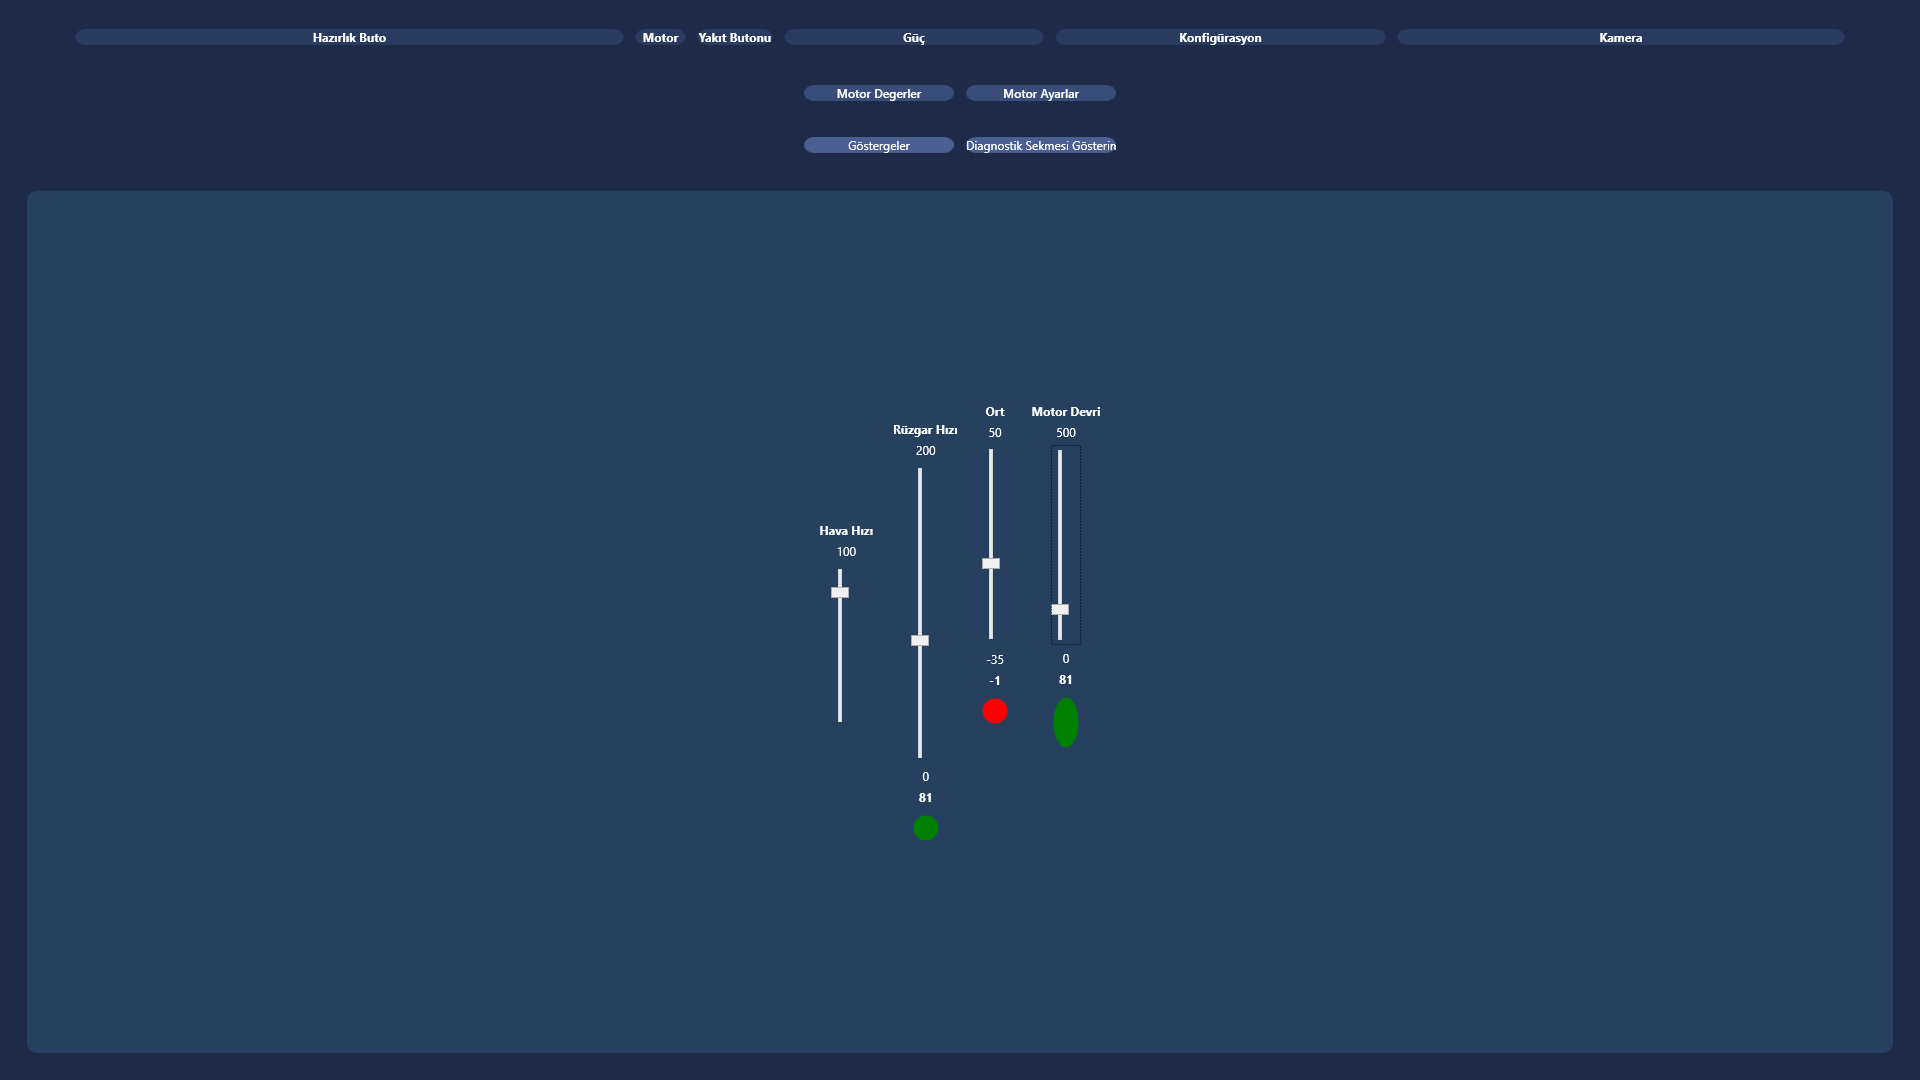 Hazırlık Buto
Motor
Yakıt Butonu
Güç
Konfigürasyon
Kamera
Motor Degerler
Motor Ayarlar
Göstergeler
Diagnostik Sekmesi Gösterin
Hava Hızı
100
Rüzgar Hızı
200
0
81
Ort
50
-35
-1
Motor Devri
500
0
81